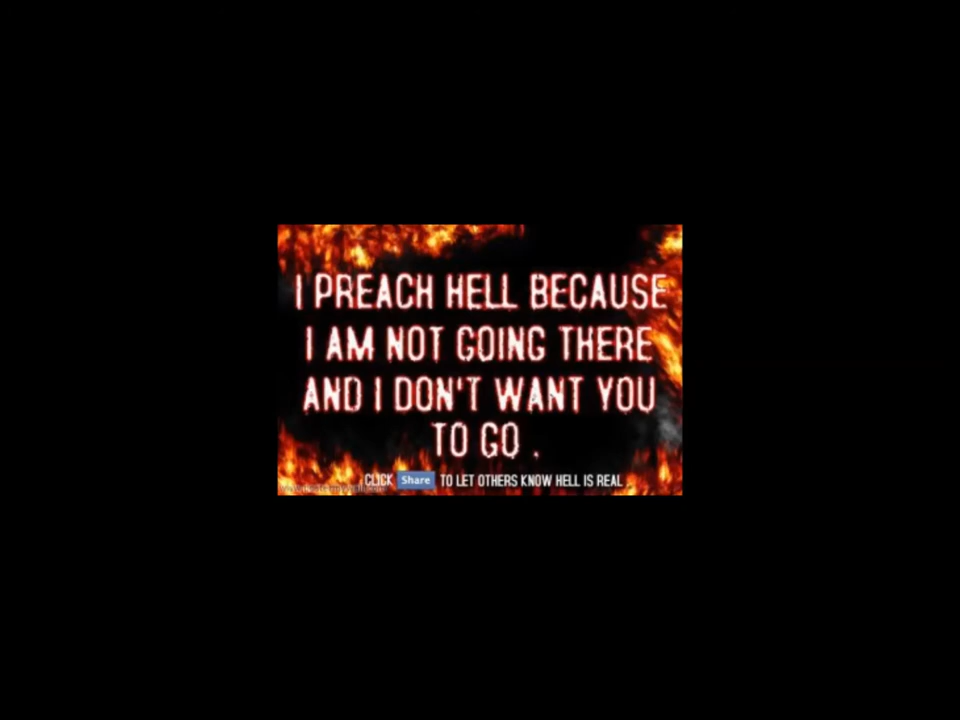 I PREACH HELL BECAUSE
I AM NOT GOING THERE
AND I DON'T WANT YOU
TO GO .
CLICK Share TO LET OTHERS KNOW HELL IS REAL